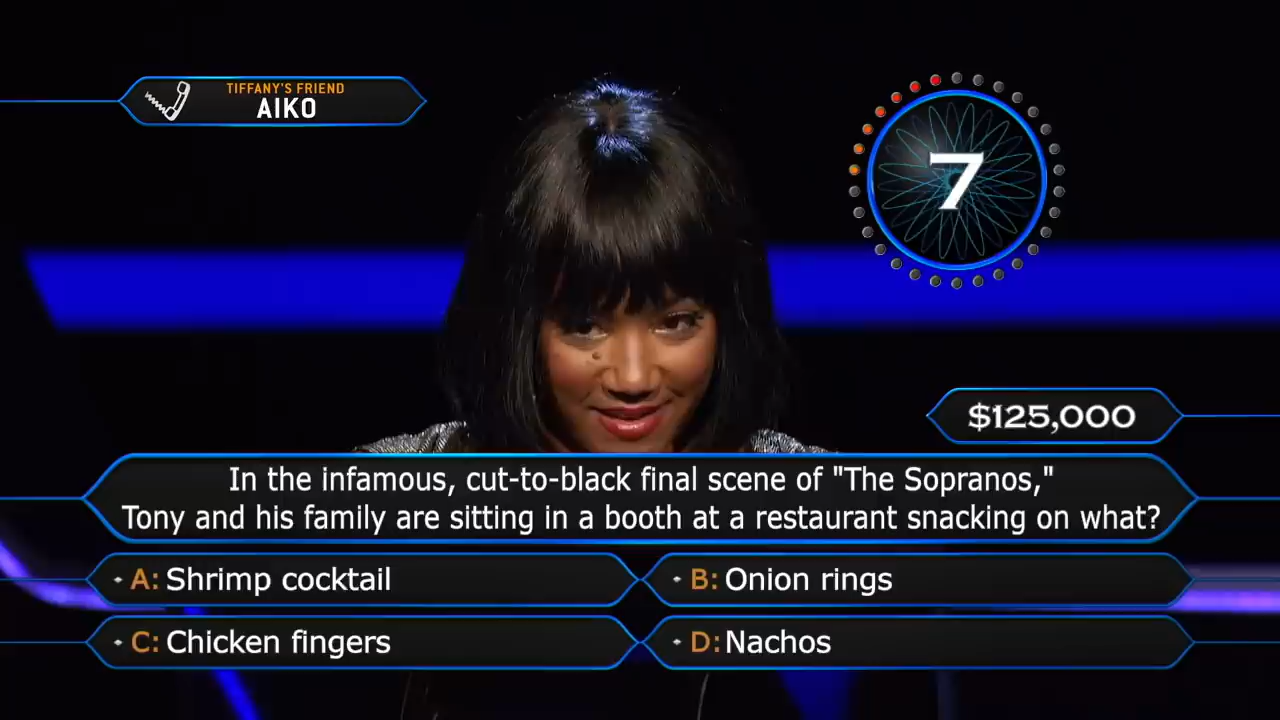 TIFFANY'S FRIEND
AIKO
7
$125,000
In the infamous, cut-to-black final scene of "The Sopranos,"
Tony and his family are sitting in a booth at a restaurant snacking on what?
A: Shrimp cocktail
B: Onion rings
C: Chicken fingers
D: Nachos